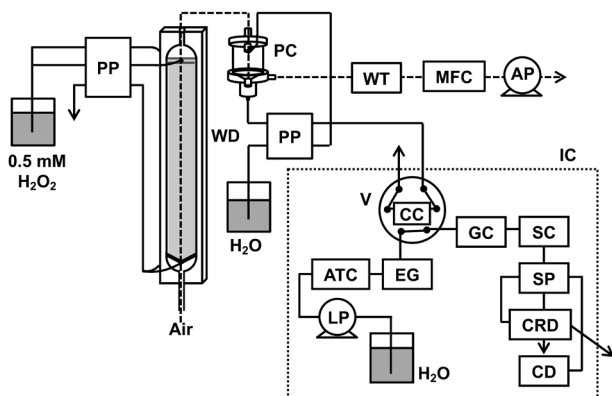 PP
0.5 mM
H₂O₂
Air
WD
PC
PP
H₂O
WT
MFC
AP
IC
V
CC
GC
SC
ATC
EG
SP
LP
H₂O
CRD
CD